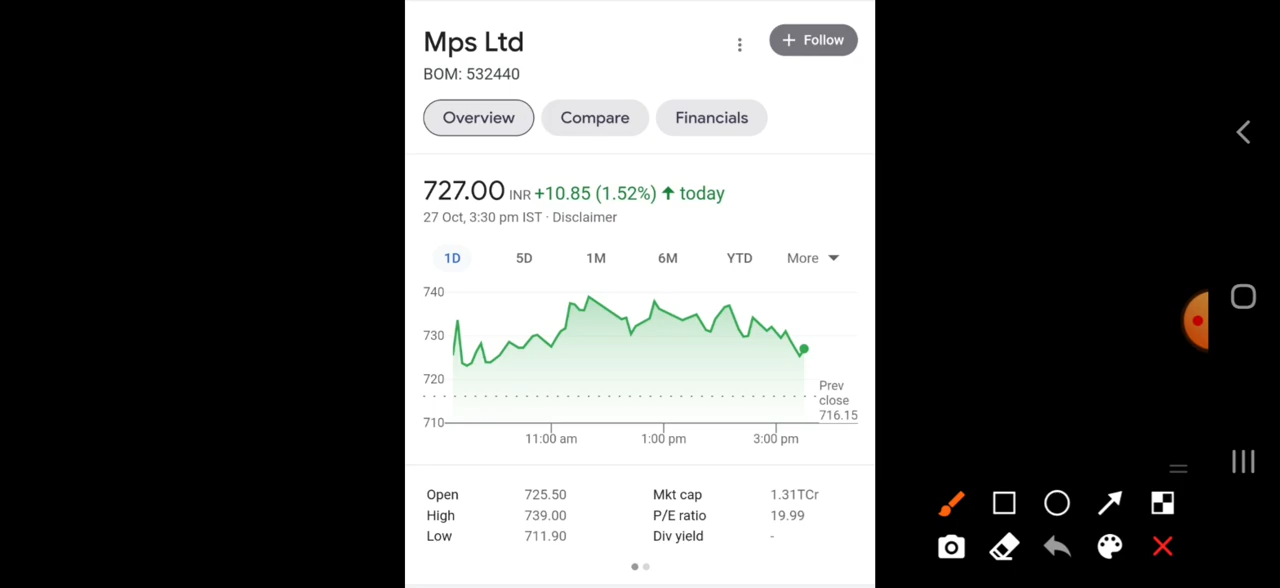 Mps Ltd
+ Follow
BOM: 532440
Overview Compare Financials
727.00 INR +10.85 (1.52%) ↑ today
27 Oct, 3:30 pm IST · Disclaimer
1D 5D 1M 6M YTD More
740
730
720
710
Prev
close
716.15
11:00 am 1:00 pm 3:00 pm
Open 725.50 Mkt cap 1.31TCr
High 739.00 P/E ratio 19.99
Low 711.90 Div yield -